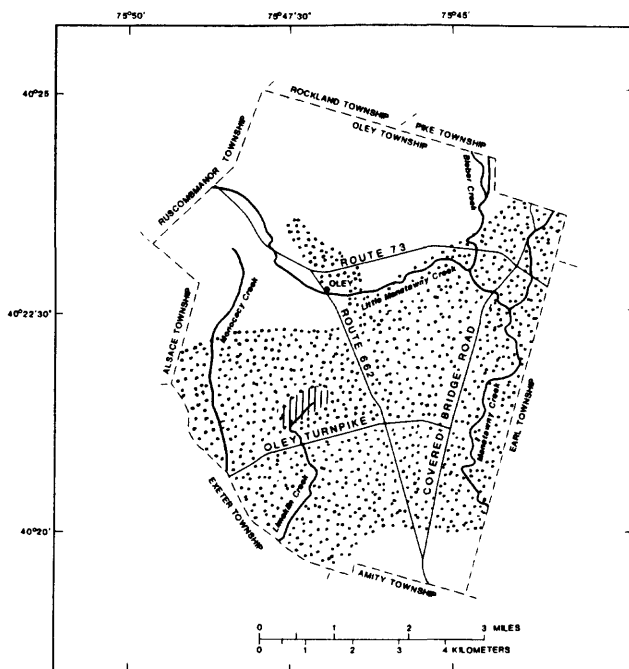 75°50' 75°47'30" 75°45'
40°25
ROCKLAND TOWNSHIP
OLEY TOWNSHIP
PIKE TOWNSHIP
RUSCOMBMANOR TOWNSHIP
Bieber Creek
ROUTE 73
OLEY
Little Manatawny Creek
Monocacy Creek
40°22'30"
ALSACE TOWNSHIP
ROUTE 662
COVERED BRIDGE ROAD
Manatawny Creek
EARL TOWNSHIP
OLEY TURNPIKE
EXETER TOWNSHIP
Limekiln Creek
40°20'
AMITY TOWNSHIP
0 1 2 3 MILES
0 1 2 3 4 KILOMETERS